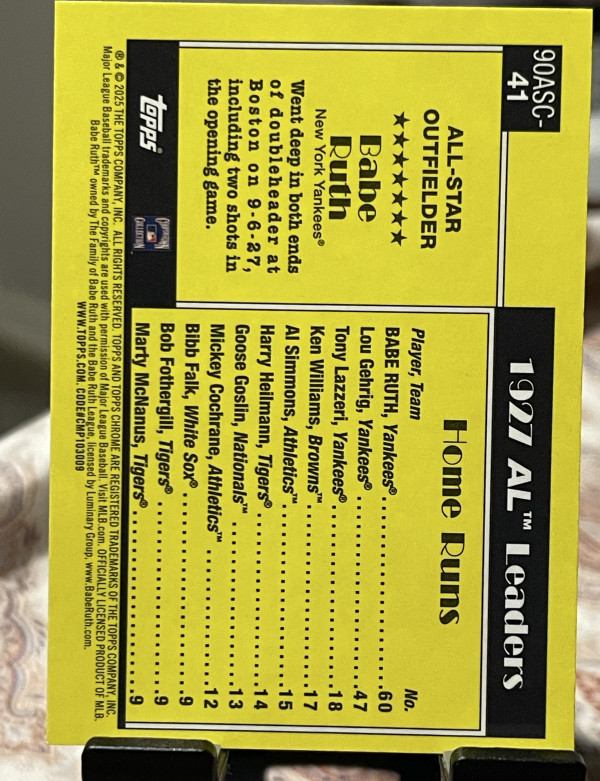 90ASC-
41
ALL-STAR
OUTFIELDER
★★★★★★★
Babe
Ruth
New York Yankees®
Went deep in both ends
of doubleheader at
Boston on 9-6-27,
including two shots in
the opening game.
topps®
1927 AL™ Leaders
Home Runs
Player, Team No.
BABE RUTH, Yankees® 60
Lou Gehrig, Yankees® 47
Tony Lazzeri, Yankees® 18
Ken Williams, Browns™ 17
Al Simmons, Athletics™ 15
Harry Heilmann, Tigers® 14
Goose Goslin, Nationals™ 13
Mickey Cochrane, Athletics™ 12
Bibb Falk, White Sox® 9
Bob Fothergill, Tigers® 9
Marty McManus, Tigers® 9
® & © 2025 THE TOPPS COMPANY, INC. ALL RIGHTS RESERVED. TOPPS AND TOPPS CHROME ARE REGISTERED TRADEMARKS OF THE TOPPS COMPANY, INC.
Major League Baseball trademarks and copyrights are used with permission of Major League Baseball. Visit MLB.com. OFFICIALLY LICENSED PRODUCT OF MLB.
Babe Ruth™ owned by The Family of Babe Ruth and the Babe Ruth League, licensed by Luminary Group, www.BabeRuth.com.
WWW.TOPPS.COM CODE#CMP103009